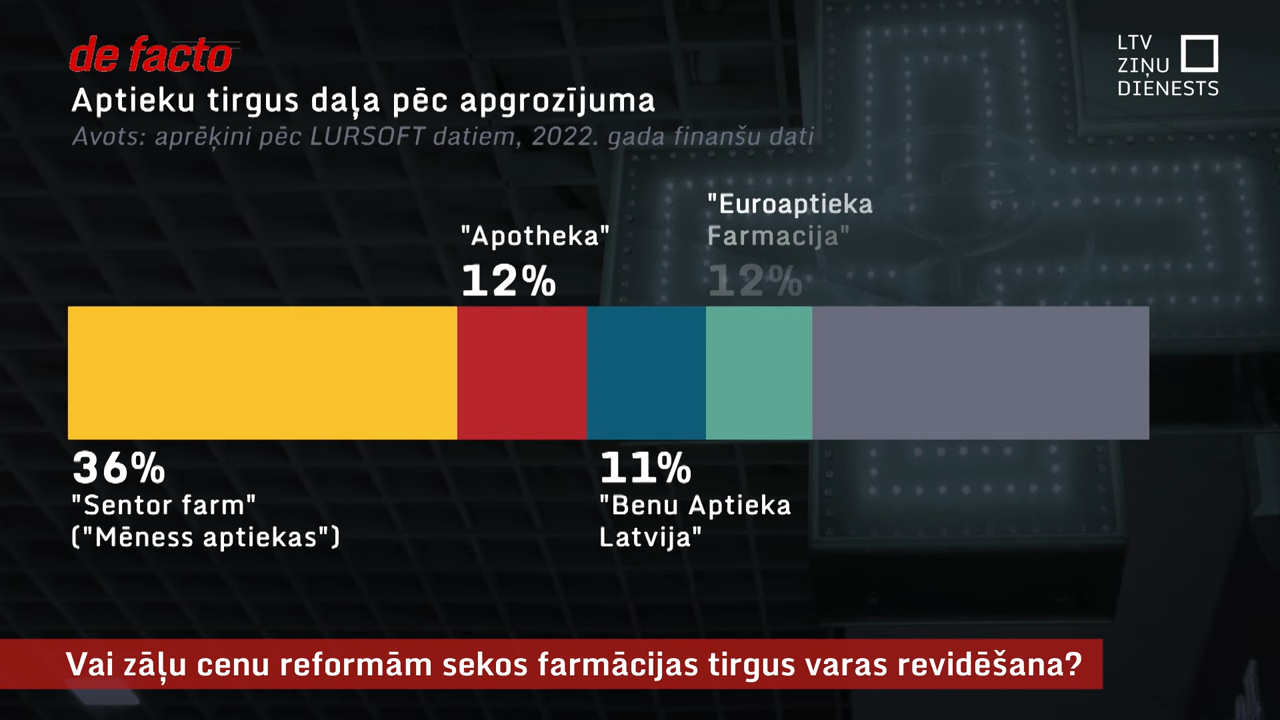 de facto
LTV
ZIŅU
DIENESTS
Aptieku tirgus daļa pēc apgrozījuma
Avots: aprēķini pēc LURSOFT datiem, 2022. gada finanšu dati
"Apotheka"
12%
"Euroaptieka
Farmacija"
12%
36%
"Sentor farm"
("Mēness aptiekas")
11%
"Benu Aptieka
Latvija"
Vai zāļu cenu reformām sekos farmācijas tirgus varas revidēšana?